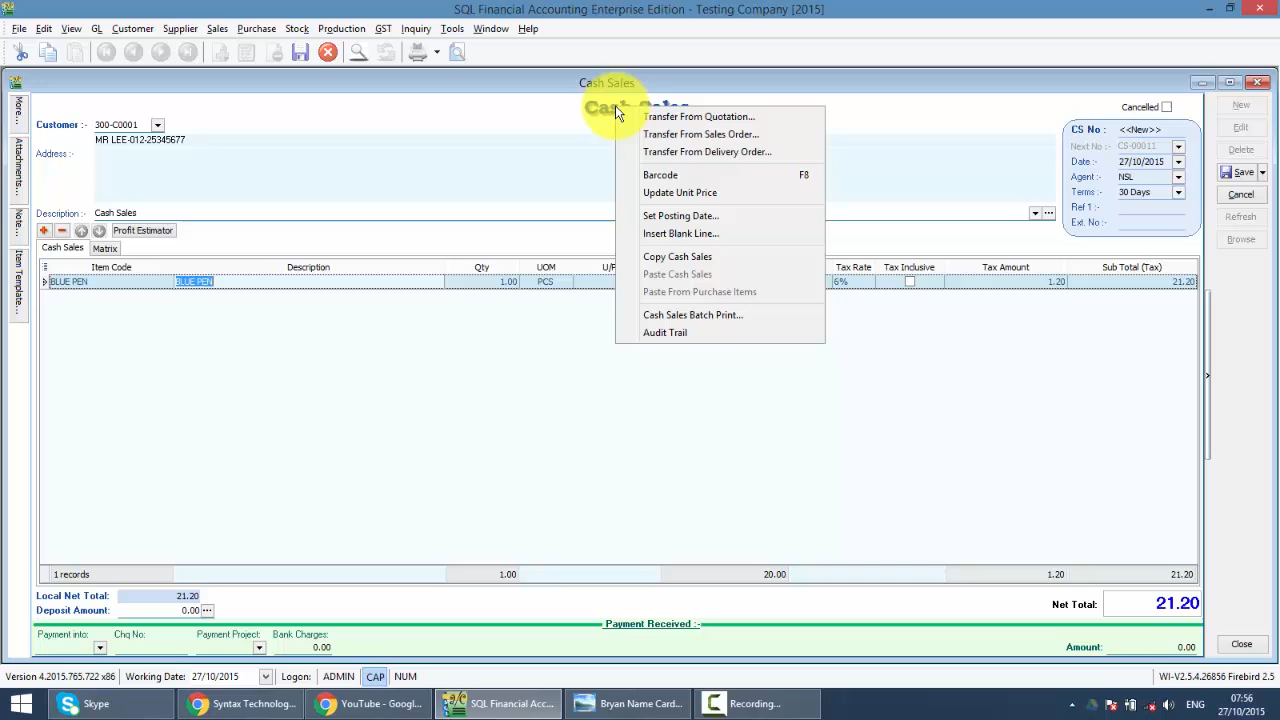 SQL Financial Accounting Enterprise Edition - Testing Company [2015]
File Edit View GL Customer Supplier Sales Purchase Stock Production GST Inquiry Tools Window Help
Cash Sales
Cash Sales
Cancelled
More...
Attachments...
Note...
Item Template...
Customer :- 300-C0001
MR LEE-012-25345677
Address :-
Description :- Cash Sales
Profit Estimator
Cash Sales Matrix
CS No : <<New>>
Next No : CS-00011
Date :- 27/10/2015
Agent :- NSL
Terms :- 30 Days
Ref 1 :-
Ext. No :-
New
Edit
Delete
Save
Cancel
Refresh
Browse
Transfer From Quotation...
Transfer From Sales Order...
Transfer From Delivery Order...
Barcode F8
Update Unit Price
Set Posting Date...
Insert Blank Line...
Copy Cash Sales
Paste Cash Sales
Paste From Purchase Items
Cash Sales Batch Print...
Audit Trail
Item Code Description Qty UOM Tax Rate Tax Inclusive Tax Amount Sub Total (Tax)
BLUE PEN BLUE PEN 1.00 PCS 6% 1.20 21.20
1 records 1.00 20.00 1.20 21.20
Local Net Total: 21.20
Deposit Amount: 0.00
Net Total: 21.20
Payment Received :-
Payment into: Chq No: Payment Project: Bank Charges:
0.00
Amount: 0.00
Close
Version 4.2015.765.722 x86 Working Date: 27/10/2015 Logon: ADMIN CAP NUM WI-V2.5.4.26856 Firebird 2.5
Skype
Syntax Technolog...
YouTube - Googl...
SQL Financial Acc...
Bryan Name Card...
Recording...
07:56
27/10/2015